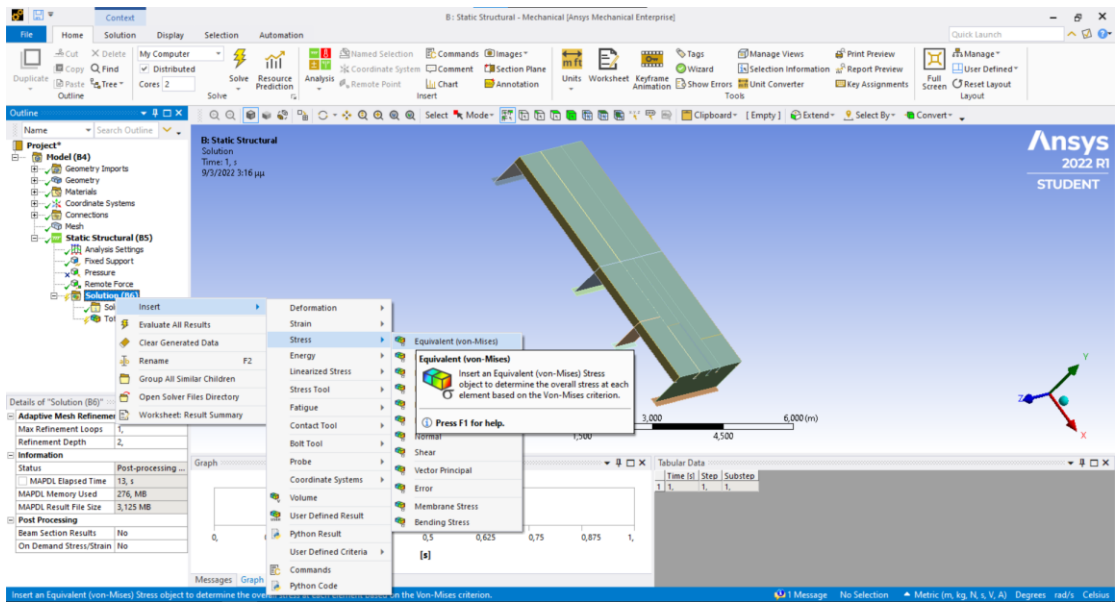 Context
B : Static Structural - Mechanical [Ansys Mechanical Enterprise]
File Home Solution Display Selection Automation
Quick Launch
Duplicate
Cut
Copy
Paste
Delete
Find
Tree
Outline
My Computer
Distributed
Cores 2
Solve
Resource Prediction
Solve
Analysis
Named Selection
Coordinate System
Remote Point
Commands
Comment
Chart
Images
Section Plane
Annotation
Insert
Units
Worksheet
Keyframe Animation
Tags
Wizard
Show Errors
Manage Views
Selection Information
Unit Converter
Print Preview
Report Preview
Key Assignments
Tools
Full Screen
Manage
User Defined
Reset Layout
Layout
Outline
Select Mode Clipboard [ Empty ] Extend Select By Convert
Name Search Outline
Project*
Model (B4)
Geometry Imports
Geometry
Materials
Coordinate Systems
Connections
Mesh
Static Structural (B5)
Analysis Settings
Fixed Support
Pressure
Remote Force
Solution (B6)
Sol
Tot
B: Static Structural
Solution
Time: 1, s
9/3/2022 3:16 μμ
Ansys
2022 R1
STUDENT
Insert
Evaluate All Results
Clear Generated Data
Rename F2
Group All Similar Children
Open Solver Files Directory
Worksheet: Result Summary
Deformation
Strain
Stress
Energy
Linearized Stress
Stress Tool
Fatigue
Contact Tool
Bolt Tool
Probe
Coordinate Systems
Volume
User Defined Result
Python Result
User Defined Criteria
Commands
Python Code
Equivalent (von-Mises)
Equivalent (von-Mises)
Insert an Equivalent (von-Mises) Stress
object to determine the overall stress at each
element based on the Von-Mises criterion.
Press F1 for help.
Normal
Shear
Vector Principal
Error
Membrane Stress
Bending Stress
3,000 6,000 (m)
1,500 4,500
Y
Z
X
Details of "Solution (B6)"
Adaptive Mesh Refineme
Max Refinement Loops 1,
Refinement Depth 2,
Information
Status Post-processing ...
MAPDL Elapsed Time 13, s
MAPDL Memory Used 276, MB
MAPDL Result File Size 3,125 MB
Post Processing
Beam Section Results No
On Demand Stress/Strain No
Graph
0, 0,5 0,625 0,75 0,875 1,
[s]
Messages Graph
Tabular Data
Time [s] Step Substep
1 1, 1, 1,
Insert an Equivalent (von-Mises) Stress object to determine the overall stress at each element based on the Von-Mises criterion.
1 Message No Selection Metric (m, kg, N, s, V, A) Degrees rad/s Celsius